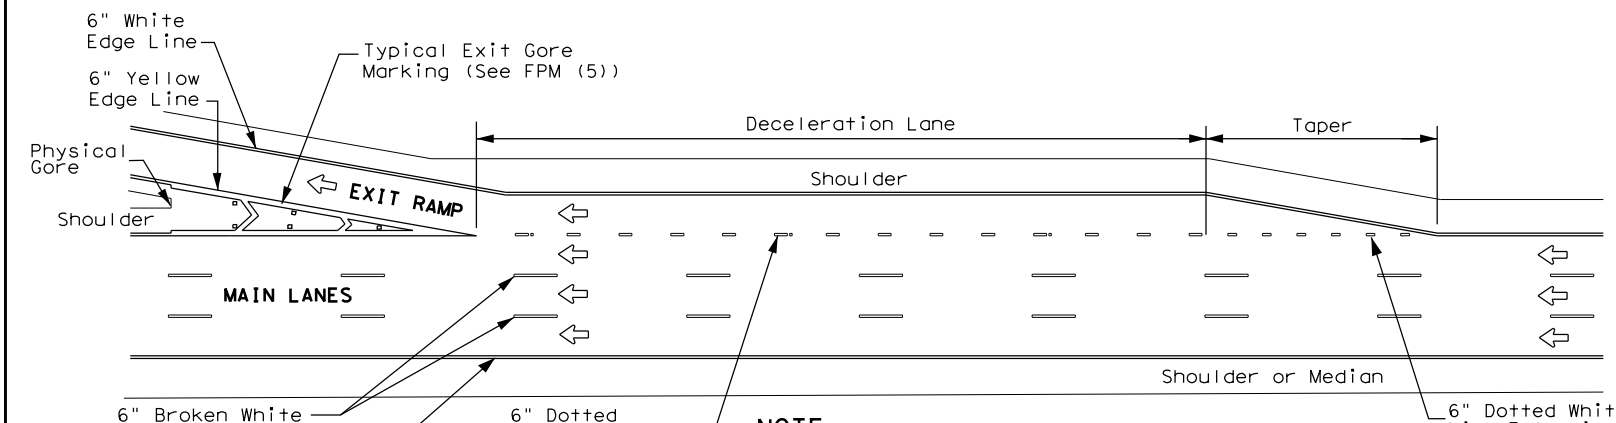 6" White
Edge Line
Typical Exit Gore
Marking (See FPM (5))
6" Yellow
Edge Line
Deceleration Lane
Taper
Physical
Gore
Shoulder
EXIT RAMP
Shoulder
MAIN LANES
Shoulder or Median
6" Broken White
6" Dotted
NOTE
6" Dotted Whit